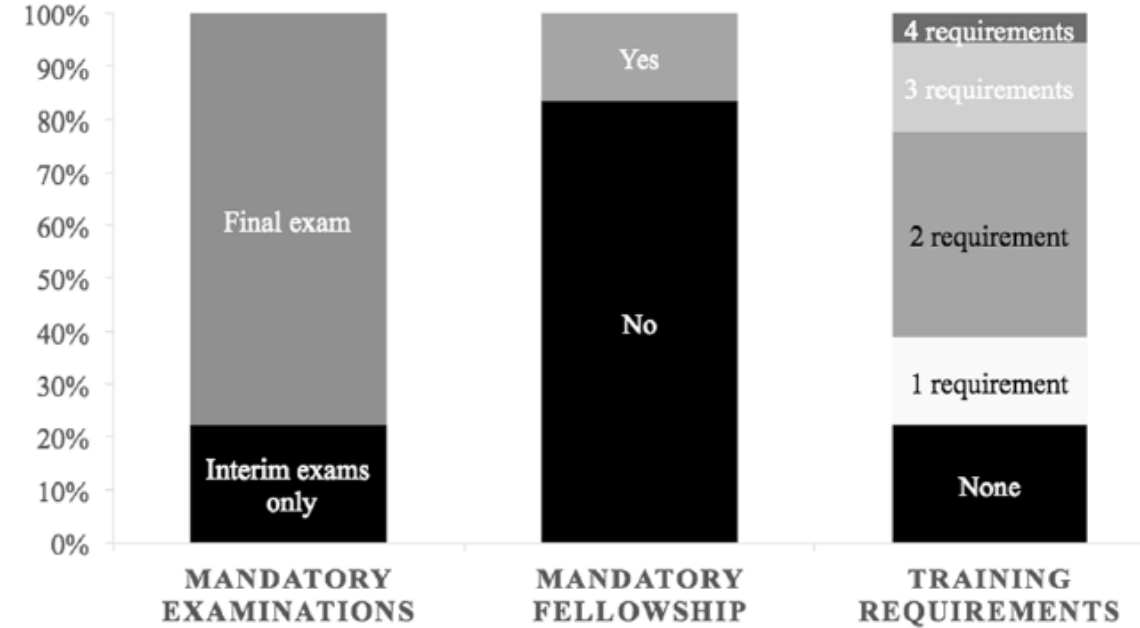 100%
90%
80%
70%
60%
50%
40%
30%
20%
10%
0%
Final exam
Interim exams
only
Yes
No
4 requirements
3 requirements
2 requirement
1 requirement
None
MANDATORY
EXAMINATIONS
MANDATORY
FELLOWSHIP
TRAINING
REQUIREMENTS